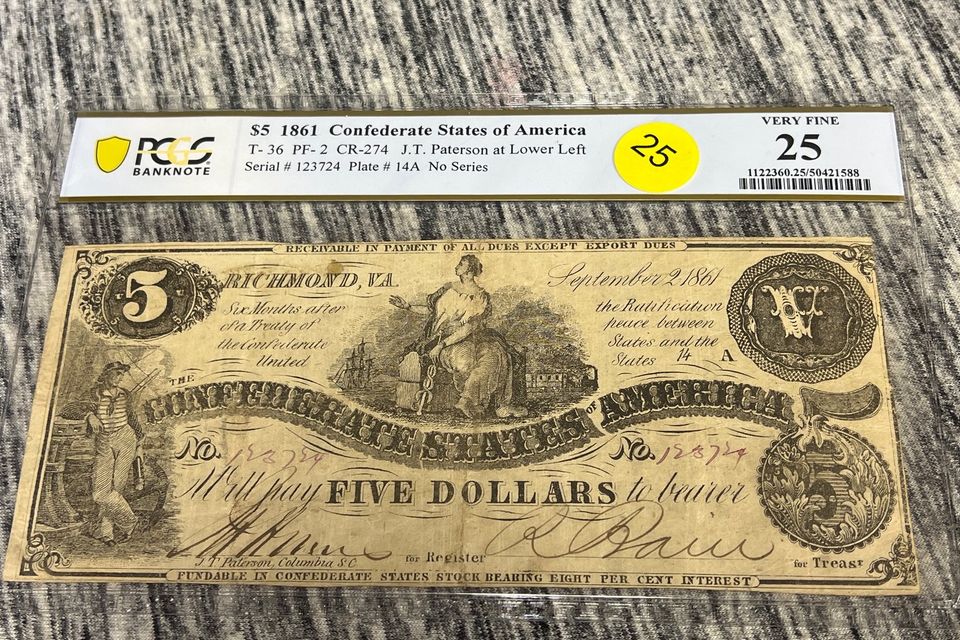 PCGS
BANKNOTE
$5 1861 Confederate States of America
T- 36 PF- 2 CR-274 J.T. Paterson at Lower Left
Serial # 123724 Plate # 14A No Series
25
VERY FINE
25
1122360.25/50421588
RECEIVABLE IN PAYMENT OF ALL DUES EXCEPT EXPORT DUES
5
RICHMOND, VA.
September 2 1861
Six Months after
of a Treaty of
the Confederate
United
the Ratification
peace between
States and the
States 14 A
V
THE
CONFEDERATE STATES OF AMERICA
No. 123724
No. 123724
Will pay FIVE DOLLARS to bearer
5
for Register
for Treasr
J.T. Paterson, Columbia S.C
FUNDABLE IN CONFEDERATE STATES STOCK BEARING EIGHT PER CENT INTEREST